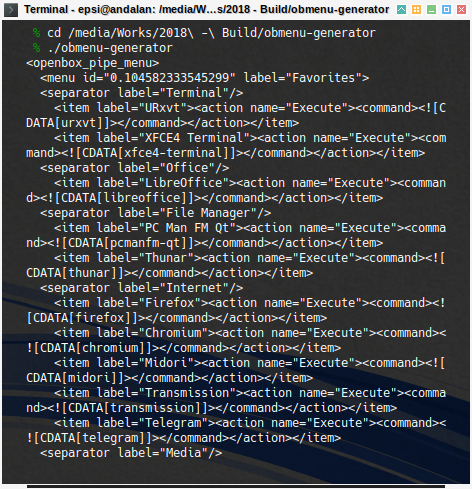 Terminal - epsi@andalan: /media/W...s/2018 - Build/obmenu-generator
% cd /media/Works/2018\ -\ Build/obmenu-generator
% ./obmenu-generator
<openbox_pipe_menu>
  <menu id="0.104582333545299" label="Favorites">
  <separator label="Terminal"/>
    <item label="URxvt"><action name="Execute"><command><![C
DATA[urxvt]]></command></action></item>
    <item label="XFCE4 Terminal"><action name="Execute"><com
mand><![CDATA[xfce4-terminal]]></command></action></item>
  <separator label="Office"/>
    <item label="LibreOffice"><action name="Execute"><comman
d><![CDATA[libreoffice]]></command></action></item>
  <separator label="File Manager"/>
    <item label="PC Man FM Qt"><action name="Execute"><comma
nd><![CDATA[pcmanfm-qt]]></command></action></item>
    <item label="Thunar"><action name="Execute"><command><![
CDATA[thunar]]></command></action></item>
  <separator label="Internet"/>
    <item label="Firefox"><action name="Execute"><command><!
[CDATA[firefox]]></command></action></item>
    <item label="Chromium"><action name="Execute"><command><
![CDATA[chromium]]></command></action></item>
    <item label="Midori"><action name="Execute"><command><![
CDATA[midori]]></command></action></item>
    <item label="Transmission"><action name="Execute"><comma
nd><![CDATA[transmission]]></command></action></item>
    <item label="Telegram"><action name="Execute"><command><
![CDATA[telegram]]></command></action></item>
  <separator label="Media"/>